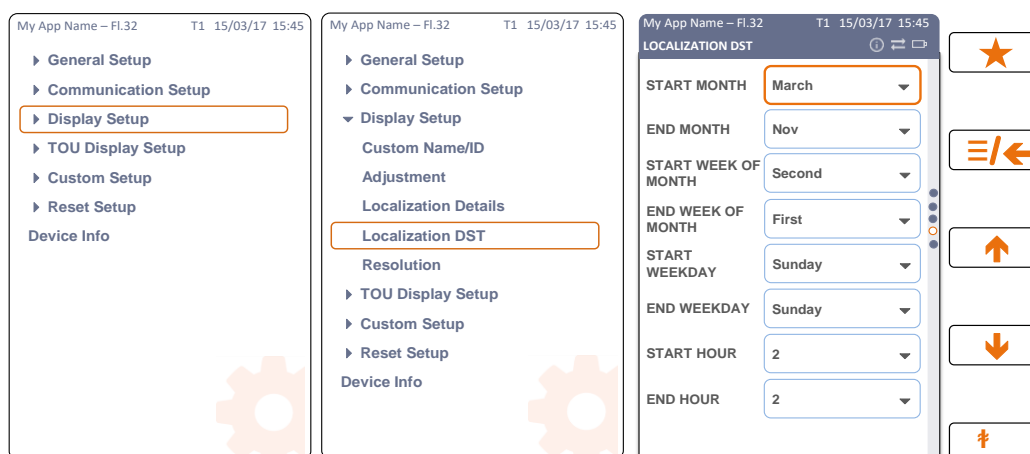 My App Name – Fl.32 T1 15/03/17 15:45
General Setup
Communication Setup
Display Setup
TOU Display Setup
Custom Setup
Reset Setup
Device Info
My App Name – Fl.32 T1 15/03/17 15:45
General Setup
Communication Setup
Display Setup
Custom Name/ID
Adjustment
Localization Details
Localization DST
Resolution
TOU Display Setup
Custom Setup
Reset Setup
Device Info
My App Name – Fl.32 T1 15/03/17 15:45
LOCALIZATION DST
START MONTH March
END MONTH Nov
START WEEK OF
MONTH Second
END WEEK OF
MONTH First
START
WEEKDAY Sunday
END WEEKDAY Sunday
START HOUR 2
END HOUR 2